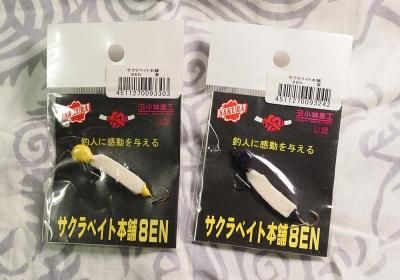 サクラベイト本舗
8EN
4511270093303
SAKURA
小林重工
公認
釣人に感動を与える
サクラベイト本舗8EN
サクラベイト本舗
8EN
4511270093242
SAKURA
小林重工
公認
釣人に感動を与える
サクラベイト本舗8EN